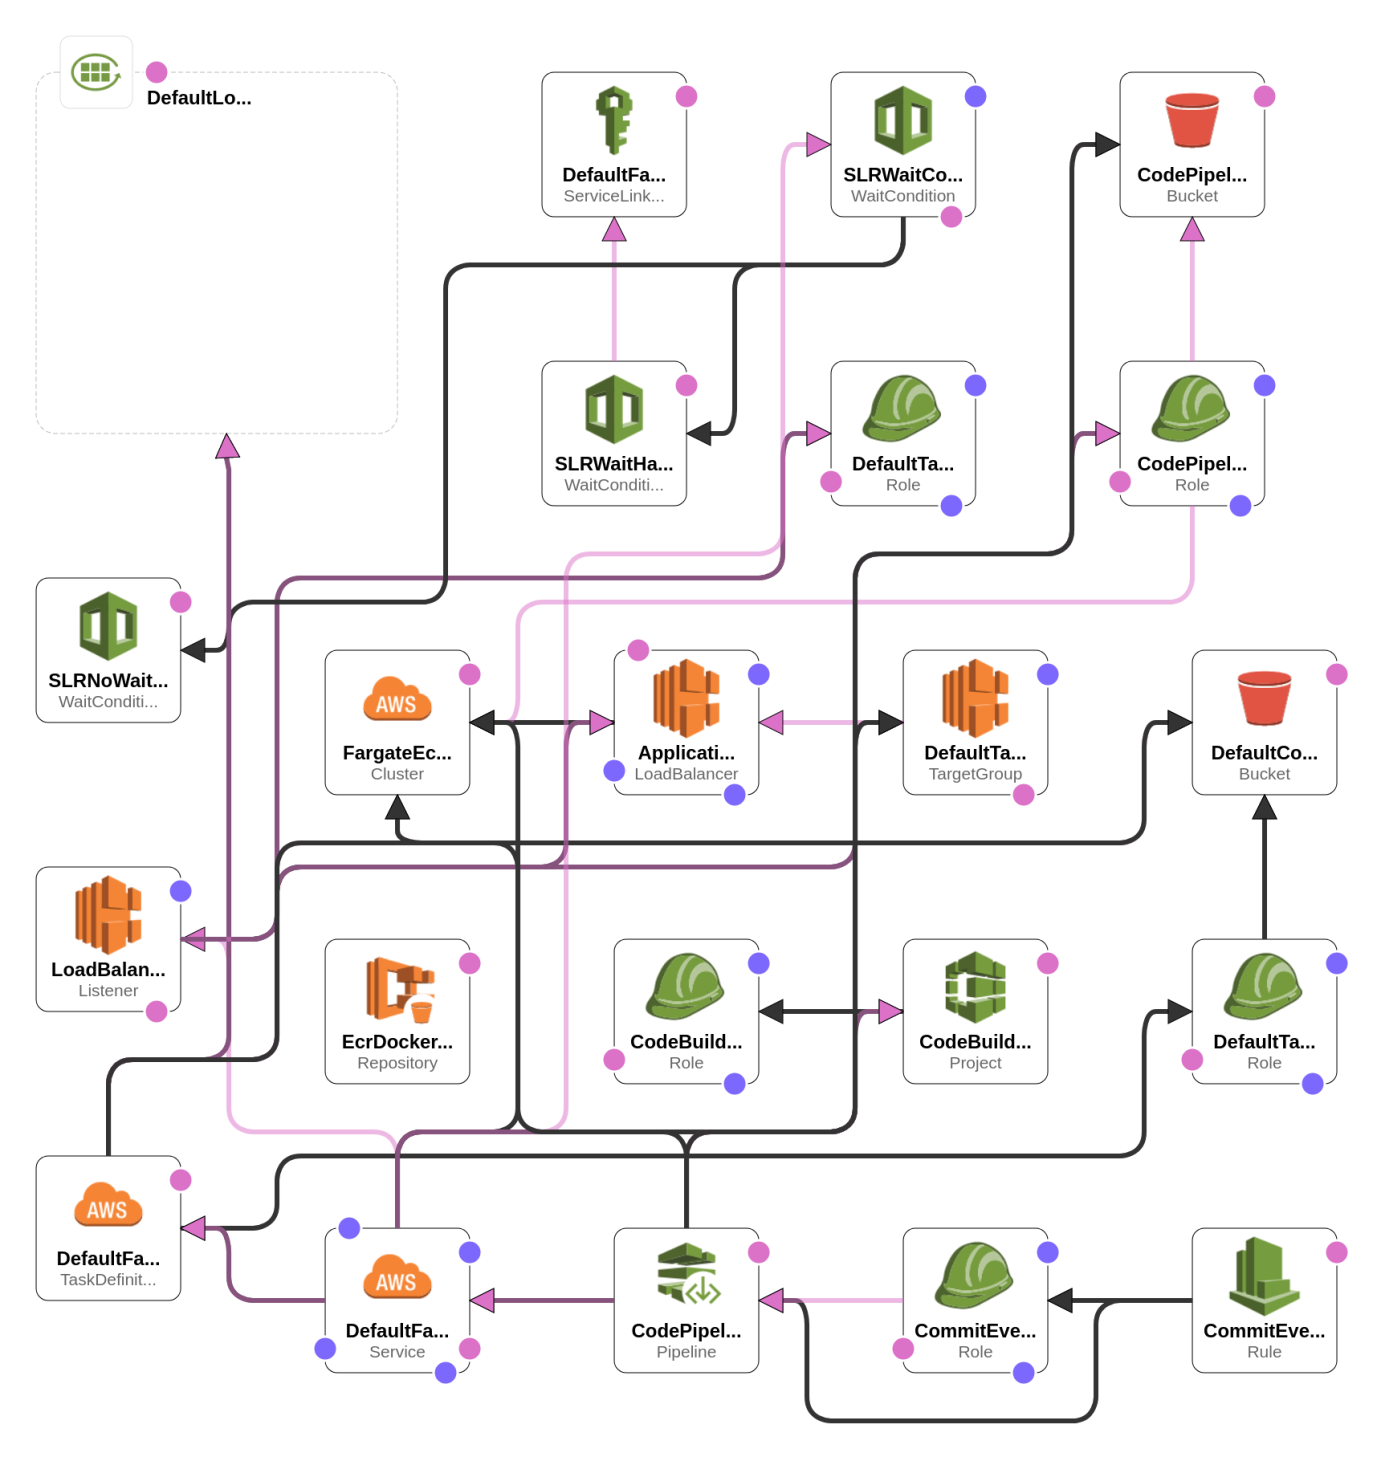 DefaultLo...
DefaultFa...
ServiceLink...
SLRWaitCo...
WaitCondition
CodePipel...
Bucket
SLRWaitHa...
WaitConditi...
DefaultTa...
Role
CodePipel...
Role
SLRNoWait...
WaitConditi...
AWS
FargateEc...
Cluster
Applicati...
LoadBalancer
DefaultTa...
TargetGroup
DefaultCo...
Bucket
LoadBalan...
Listener
EcrDocker...
Repository
CodeBuild...
Role
CodeBuild...
Project
DefaultTa...
Role
AWS
DefaultFa...
TaskDefinit...
AWS
DefaultFa...
Service
CodePipel...
Pipeline
CommitEve...
Role
CommitEve...
Rule